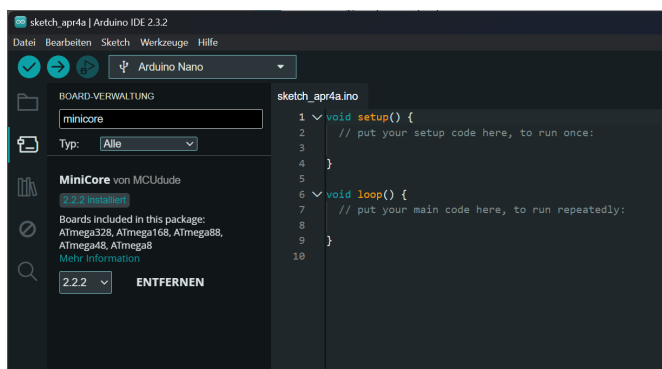 sketch_apr4a | Arduino IDE 2.3.2
Datei Bearbeiten Sketch Werkzeuge Hilfe
Arduino Nano
BOARD-VERWALTUNG
minicore
Typ: Alle
MiniCore von MCUdude
2.2.2 installiert
Boards included in this package:
ATmega328, ATmega168, ATmega88,
ATmega48, ATmega8
Mehr Information
2.2.2 ENTFERNEN
sketch_apr4a.ino
1 void setup() {
2 // put your setup code here, to run once:
3
4 }
5
6 void loop() {
7 // put your main code here, to run repeatedly:
8
9 }
10